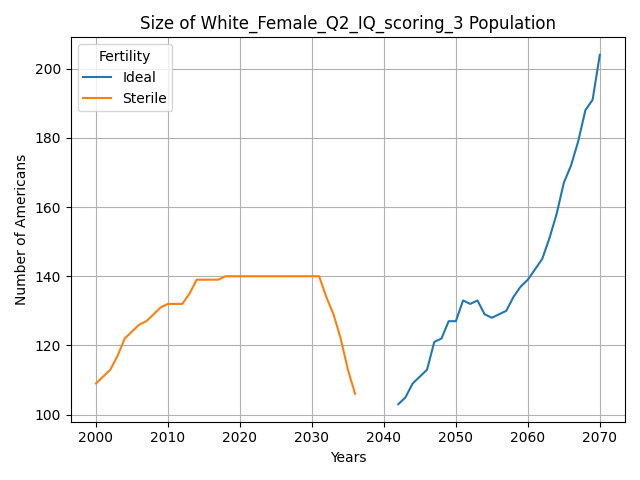 Size of White_Female_Q2_IQ_scoring_3 Population
Fertility
Ideal
Sterile
Number of Americans
200
180
160
140
120
100
2000 2010 2020 2030 2040 2050 2060 2070
Years